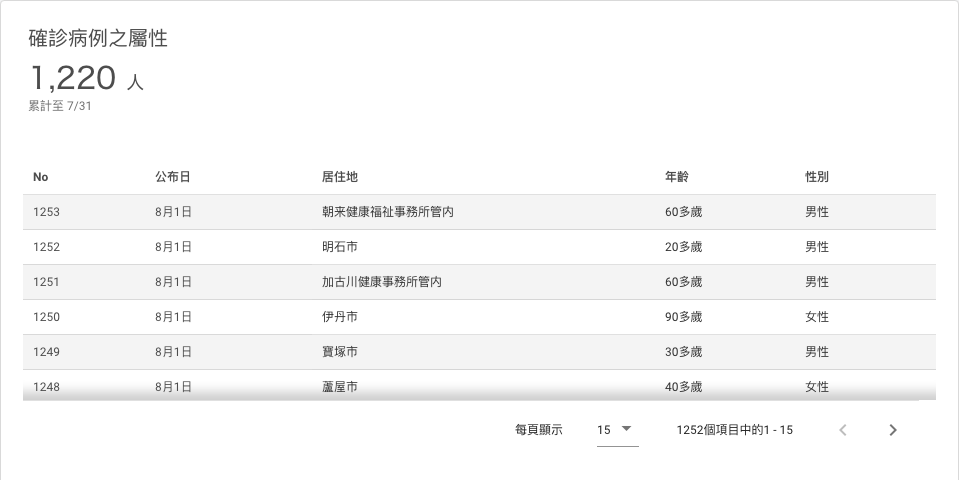 確診病例之屬性
1,220 人
累計至 7/31
No 公布日 居住地 年齡 性別
1253 8月1日 朝来健康福祉事務所管内 60多歲 男性
1252 8月1日 明石市 20多歲 男性
1251 8月1日 加古川健康事務所管内 60多歲 男性
1250 8月1日 伊丹市 90多歲 女性
1249 8月1日 寶塚市 30多歲 男性
1248 8月1日 蘆屋市 40多歲 女性
每頁顯示 15 1252個項目中的1 - 15